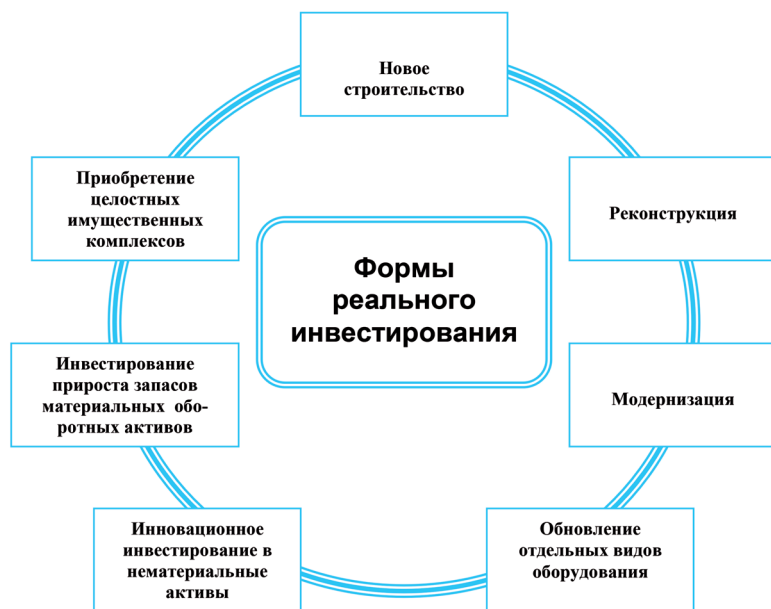 Новое
строительство
Реконструкция
Модернизация
Обновление
отдельных видов
оборудования
Инновационное
инвестирование в
нематериальные
активы
Инвестирование
прироста запасов
материальных обо-
ротных активов
Приобретение
целостных
имущественных
комплексов
Формы
реального
инвестирования